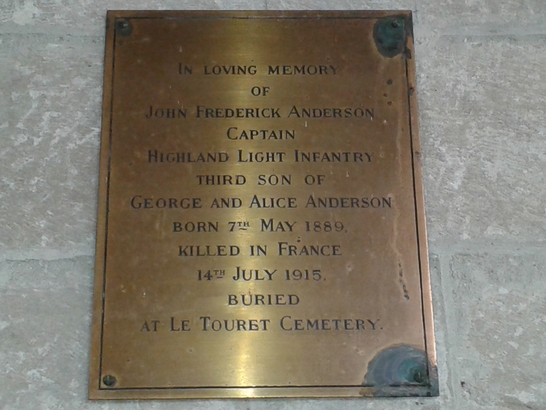 In loving memory
of
John Frederick Anderson
Captain
Highland Light Infantry
third son of
George and Alice Anderson
born 7th May 1889,
killed in France
14th July 1915.
buried
at Le Touret Cemetery.